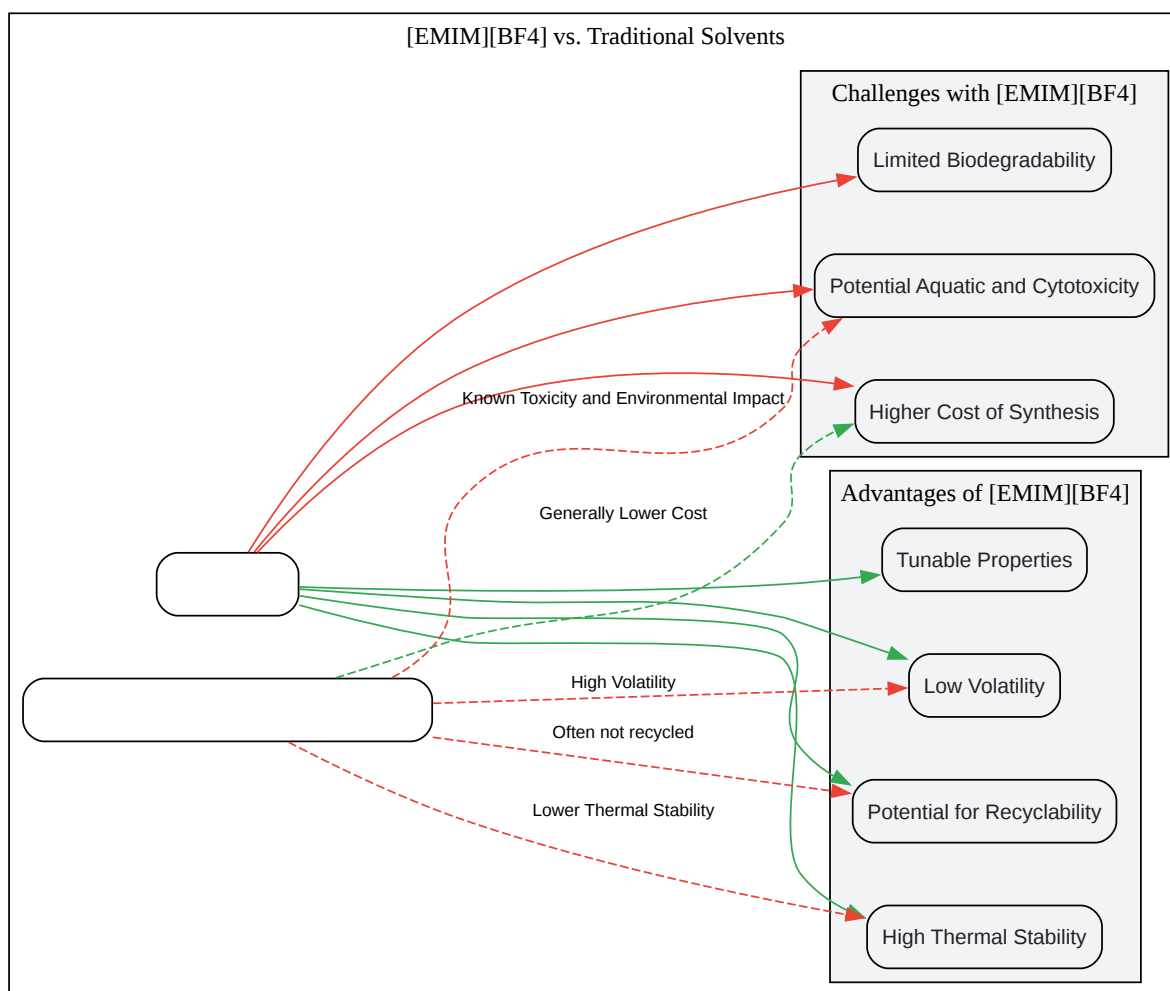 [EMIM][BF4] vs. Traditional Solvents
Challenges with [EMIM][BF4]
Limited Biodegradability
Potential Aquatic and Cytotoxicity
Higher Cost of Synthesis
Known Toxicity and Environmental Impact
Generally Lower Cost
Advantages of [EMIM][BF4]
Tunable Properties
Low Volatility
High Volatility
Often not recycled
Potential for Recyclability
Lower Thermal Stability
High Thermal Stability